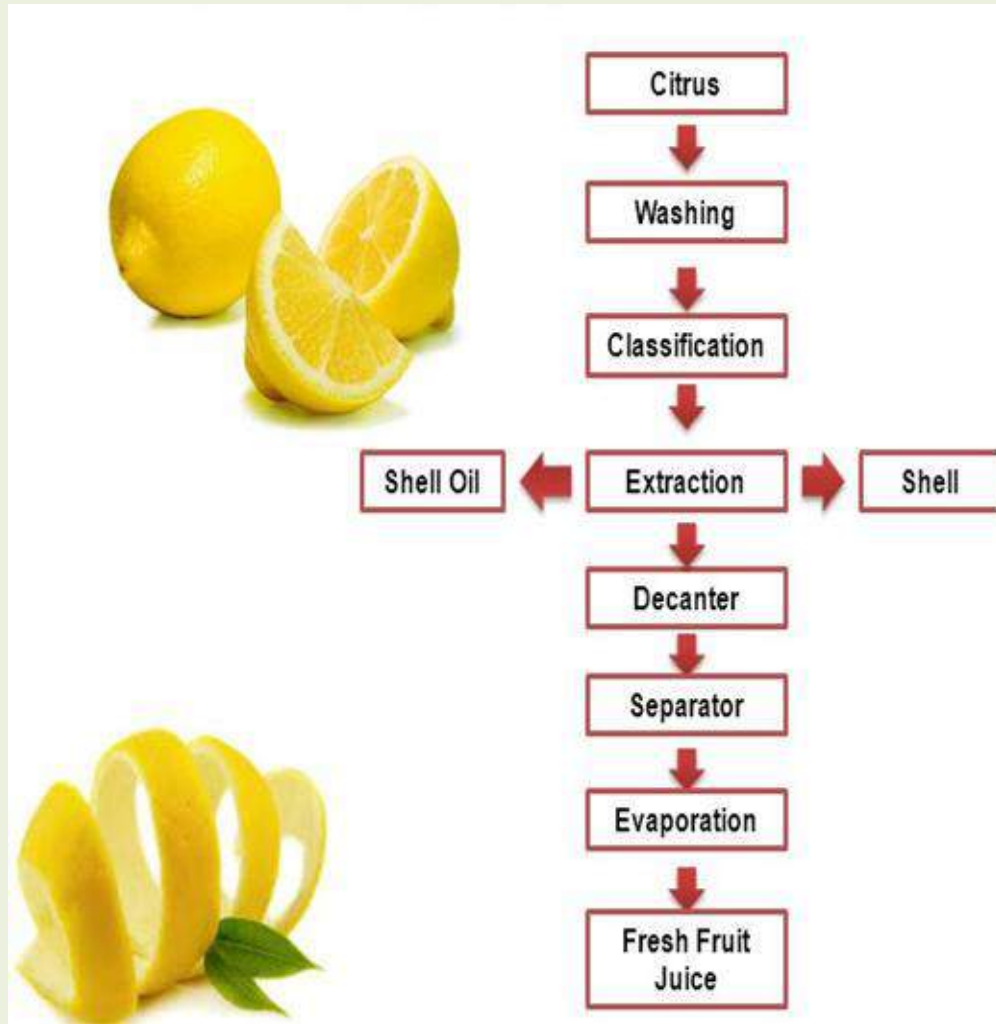 Citrus
Washing
Classification
Shell Oil
Extraction
Shell
Decanter
Separator
Evaporation
Fresh Fruit
Juice